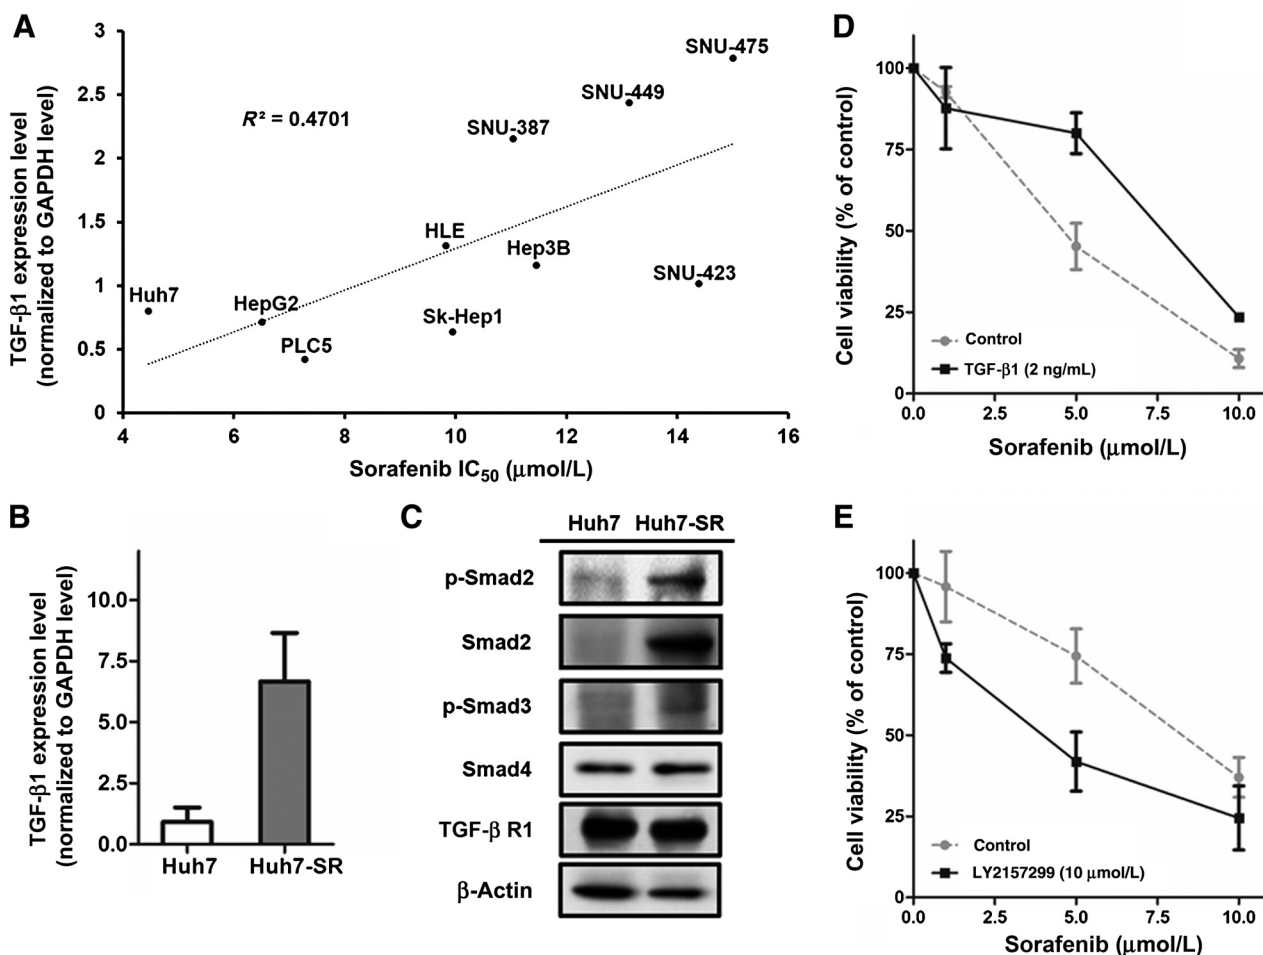 A
TGF-β1 expression level
(normalized to GAPDH level)
3
2.5
2
1.5
1
0.5
0
R² = 0.4701
SNU-475
SNU-449
SNU-387
HLE
Hep3B
SNU-423
Huh7
HepG2
Sk-Hep1
PLC5
4 6 8 10 12 14 16
Sorafenib IC50 (μmol/L)
B
TGF-β1 expression level
(normalized to GAPDH level)
10.0
7.5
5.0
2.5
0.0
Huh7 Huh7-SR
C
Huh7 Huh7-SR
p-Smad2
Smad2
p-Smad3
Smad4
TGF-β R1
β-Actin
D
Cell viability (% of control)
100
75
50
25
0
Control
TGF-β1 (2 ng/mL)
0.0 2.5 5.0 7.5 10.0
Sorafenib (μmol/L)
E
Cell viability (% of control)
100
75
50
25
0
Control
LY2157299 (10 μmol/L)
0.0 2.5 5.0 7.5 10.0
Sorafenib (μmol/L)